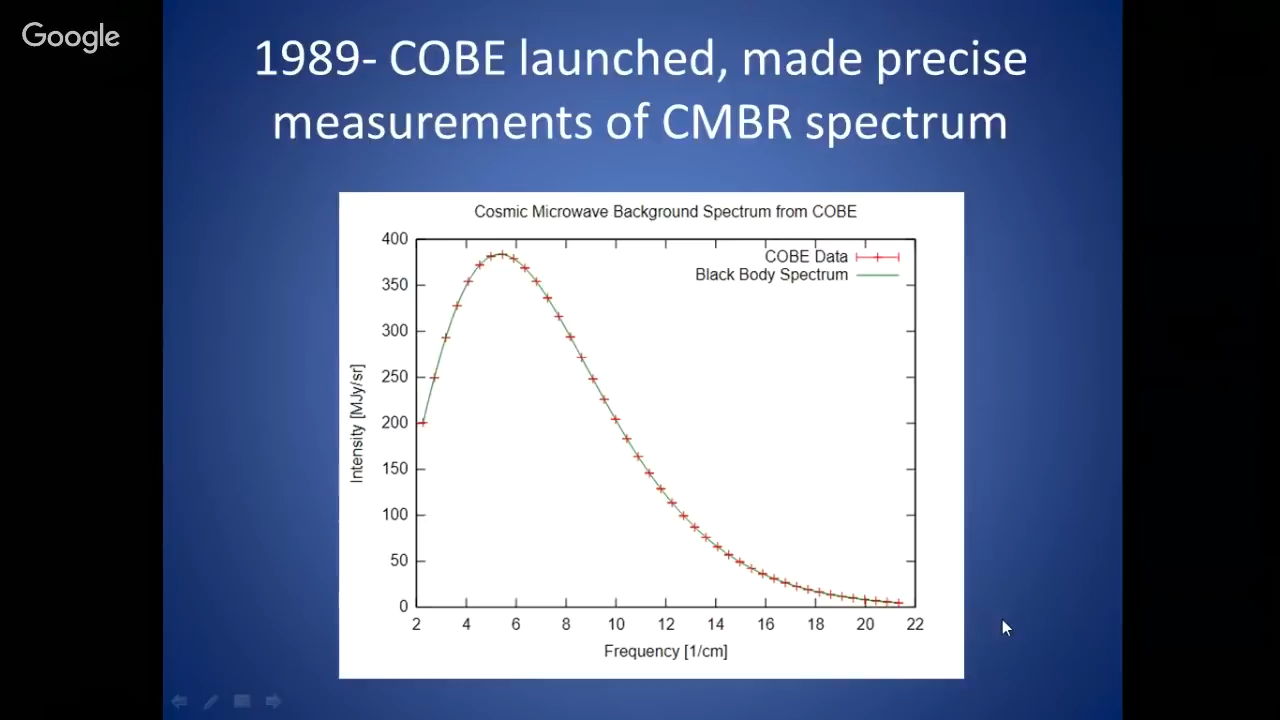 Google
1989- COBE launched, made precise
measurements of CMBR spectrum
Cosmic Microwave Background Spectrum from COBE
COBE Data
Black Body Spectrum
400
350
300
250
200
150
100
50
0
Intensity [MJy/sr]
2 4 6 8 10 12 14 16 18 20 22
Frequency [1/cm]